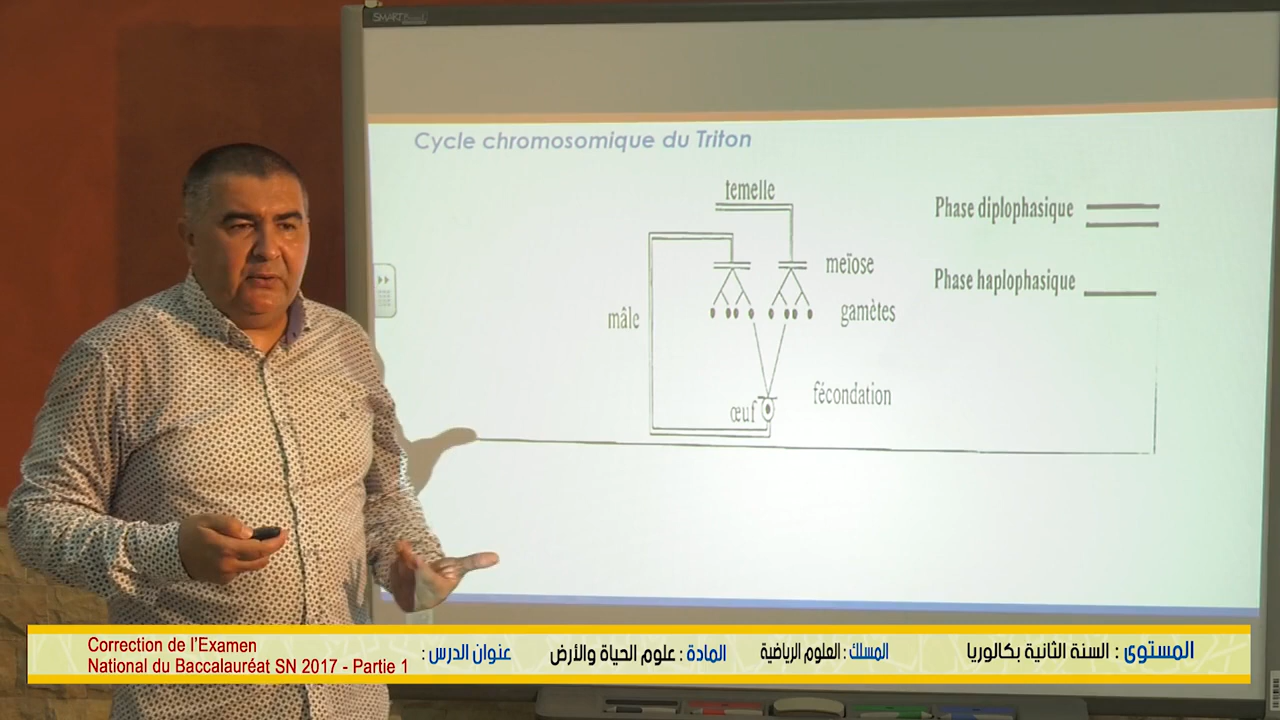 SMART
Cycle chromosomique du Triton
temelle
Phase diplophasique
meïose
Phase haplophasique
gamètes
mâle
fécondation
œuf
المستوى : السنة الثانية بكالوريا
المسلك : العلوم الرياضية
المادة : علوم الحياة والأرض
عنوان الدرس :
Correction de l'Examen
National du Baccalauréat SN 2017 - Partie 1